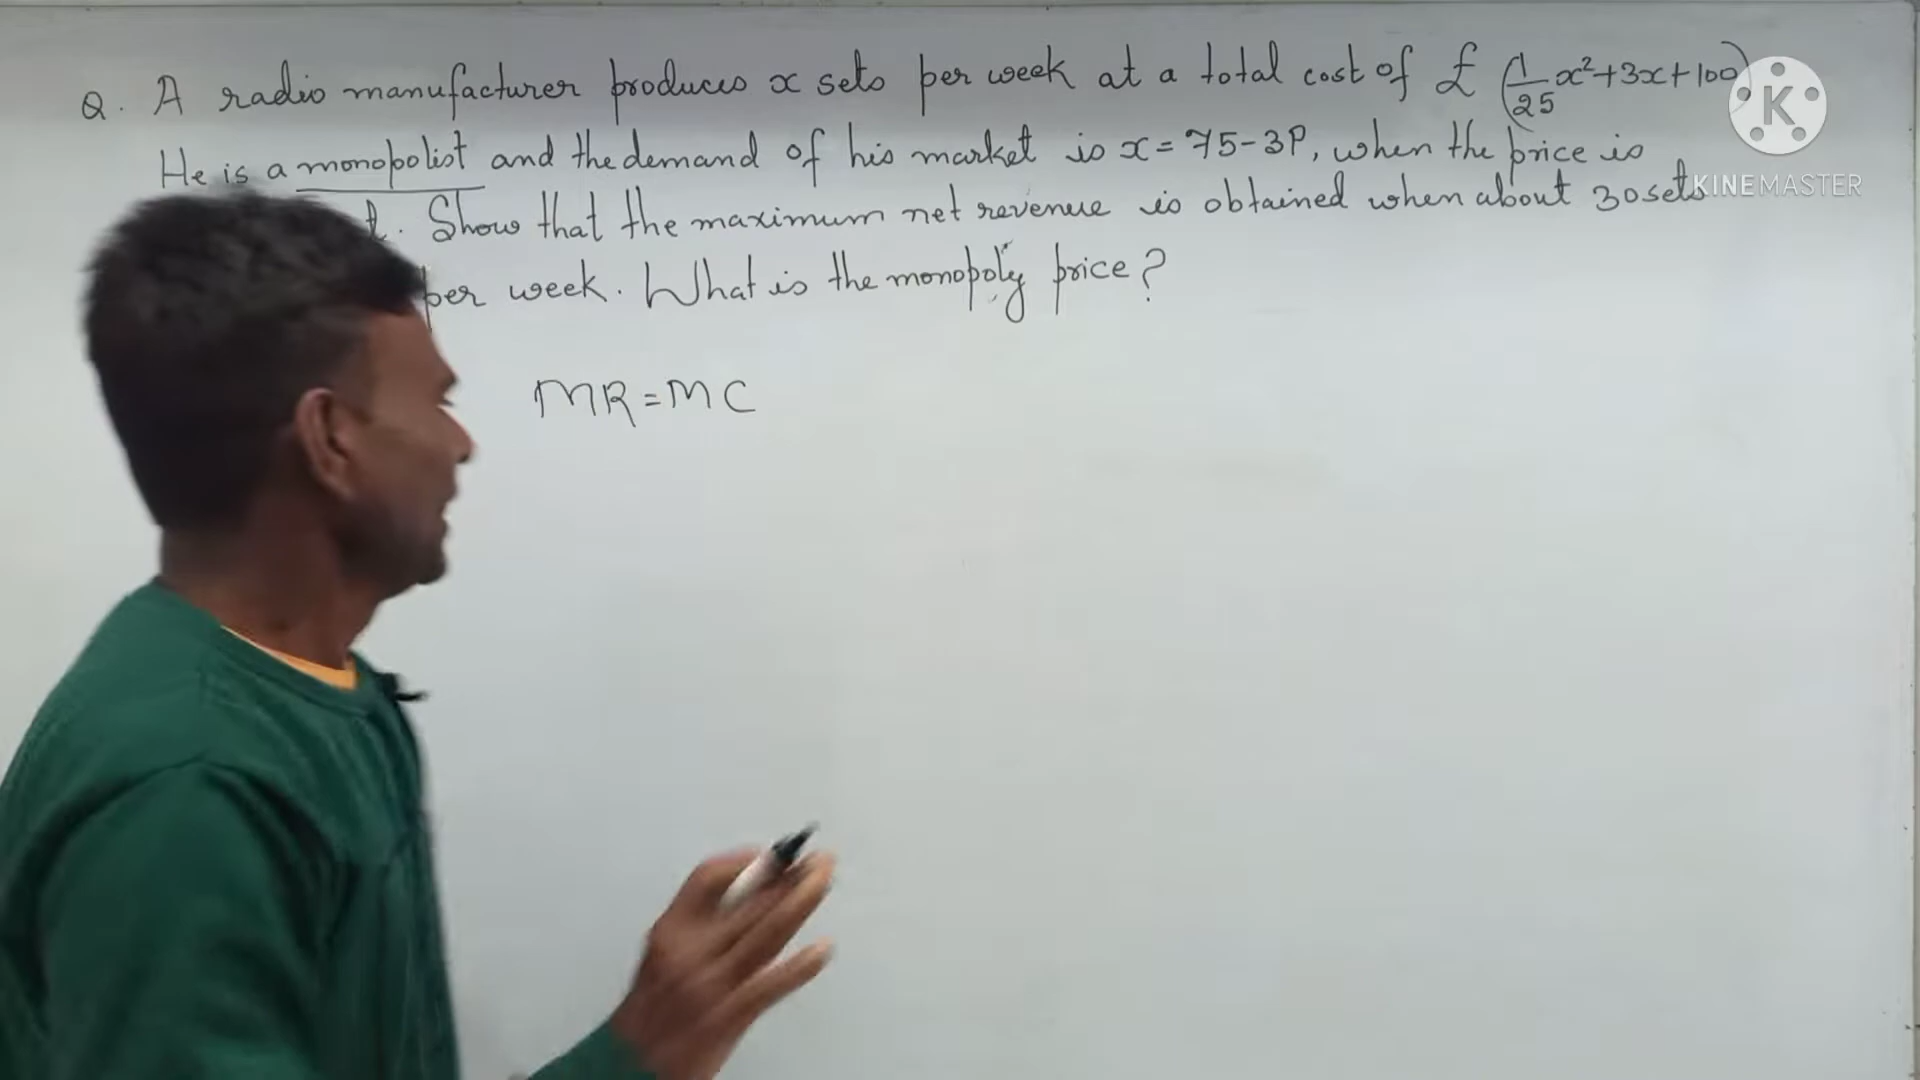 Q. A radio manufacturer produces x sets per week at a total cost of £ (1/25 x²+3x+100)
He is a monopolist and the demand of his market is x = 75-3P, when the price is
t. Show that the maximum net revenue is obtained when about 30 sets
per week. What is the monopoly price?
MR = MC
K
KINEMASTER